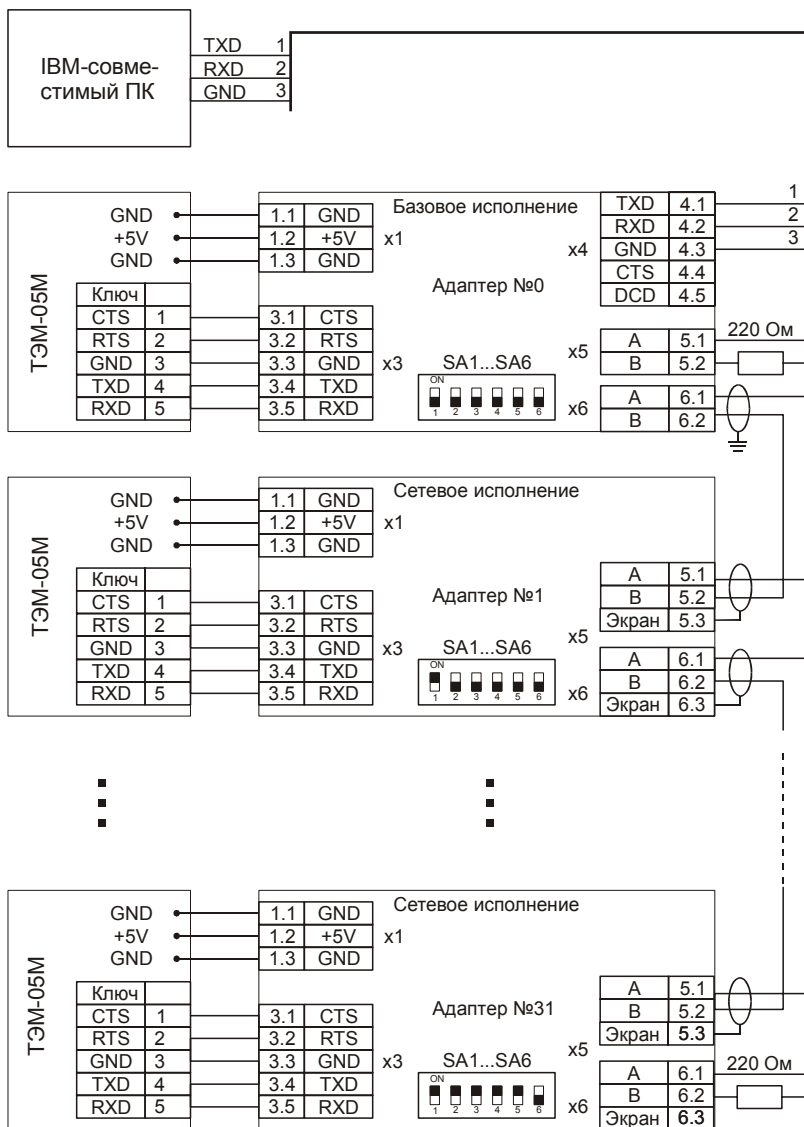 IBM-совме-
стимый ПК
TXD 1
RXD 2
GND 3
ТЭМ-05М
GND
+5V
GND
Ключ
CTS 1
RTS 2
GND 3
TXD 4
RXD 5
1.1 GND
1.2 +5V
1.3 GND
x1
3.1 CTS
3.2 RTS
3.3 GND
3.4 TXD
3.5 RXD
x3
Базовое исполнение
Адаптер №0
SA1...SA6
ON
1 2 3 4 5 6
x4
TXD 4.1
RXD 4.2
GND 4.3
CTS 4.4
DCD 4.5
1
2
3
x5
A 5.1
B 5.2
220 Ом
x6
A 6.1
B 6.2
ТЭМ-05М
GND
+5V
GND
Ключ
CTS 1
RTS 2
GND 3
TXD 4
RXD 5
1.1 GND
1.2 +5V
1.3 GND
x1
3.1 CTS
3.2 RTS
3.3 GND
3.4 TXD
3.5 RXD
x3
Сетевое исполнение
Адаптер №1
SA1...SA6
ON
1 2 3 4 5 6
x5
A 5.1
B 5.2
Экран 5.3
x6
A 6.1
B 6.2
Экран 6.3
ТЭМ-05М
GND
+5V
GND
Ключ
CTS 1
RTS 2
GND 3
TXD 4
RXD 5
1.1 GND
1.2 +5V
1.3 GND
x1
3.1 CTS
3.2 RTS
3.3 GND
3.4 TXD
3.5 RXD
x3
Сетевое исполнение
Адаптер №31
SA1...SA6
ON
1 2 3 4 5 6
x5
A 5.1
B 5.2
Экран 5.3
x6
A 6.1
B 6.2
Экран 6.3
220 Ом